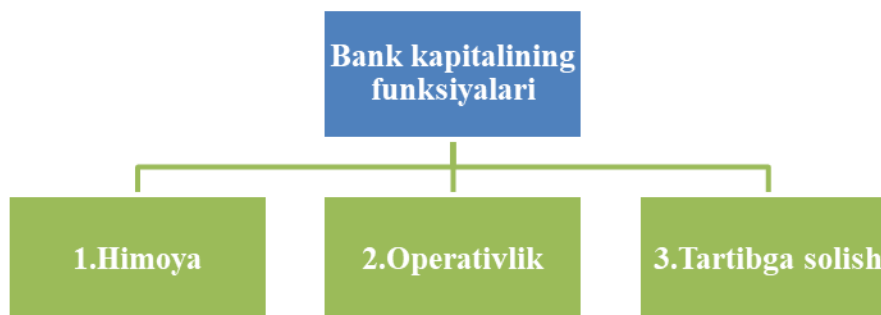 Bank kapitalining
funksiyalari
1.Himoya
2.Operativlik
3.Tartibga solish